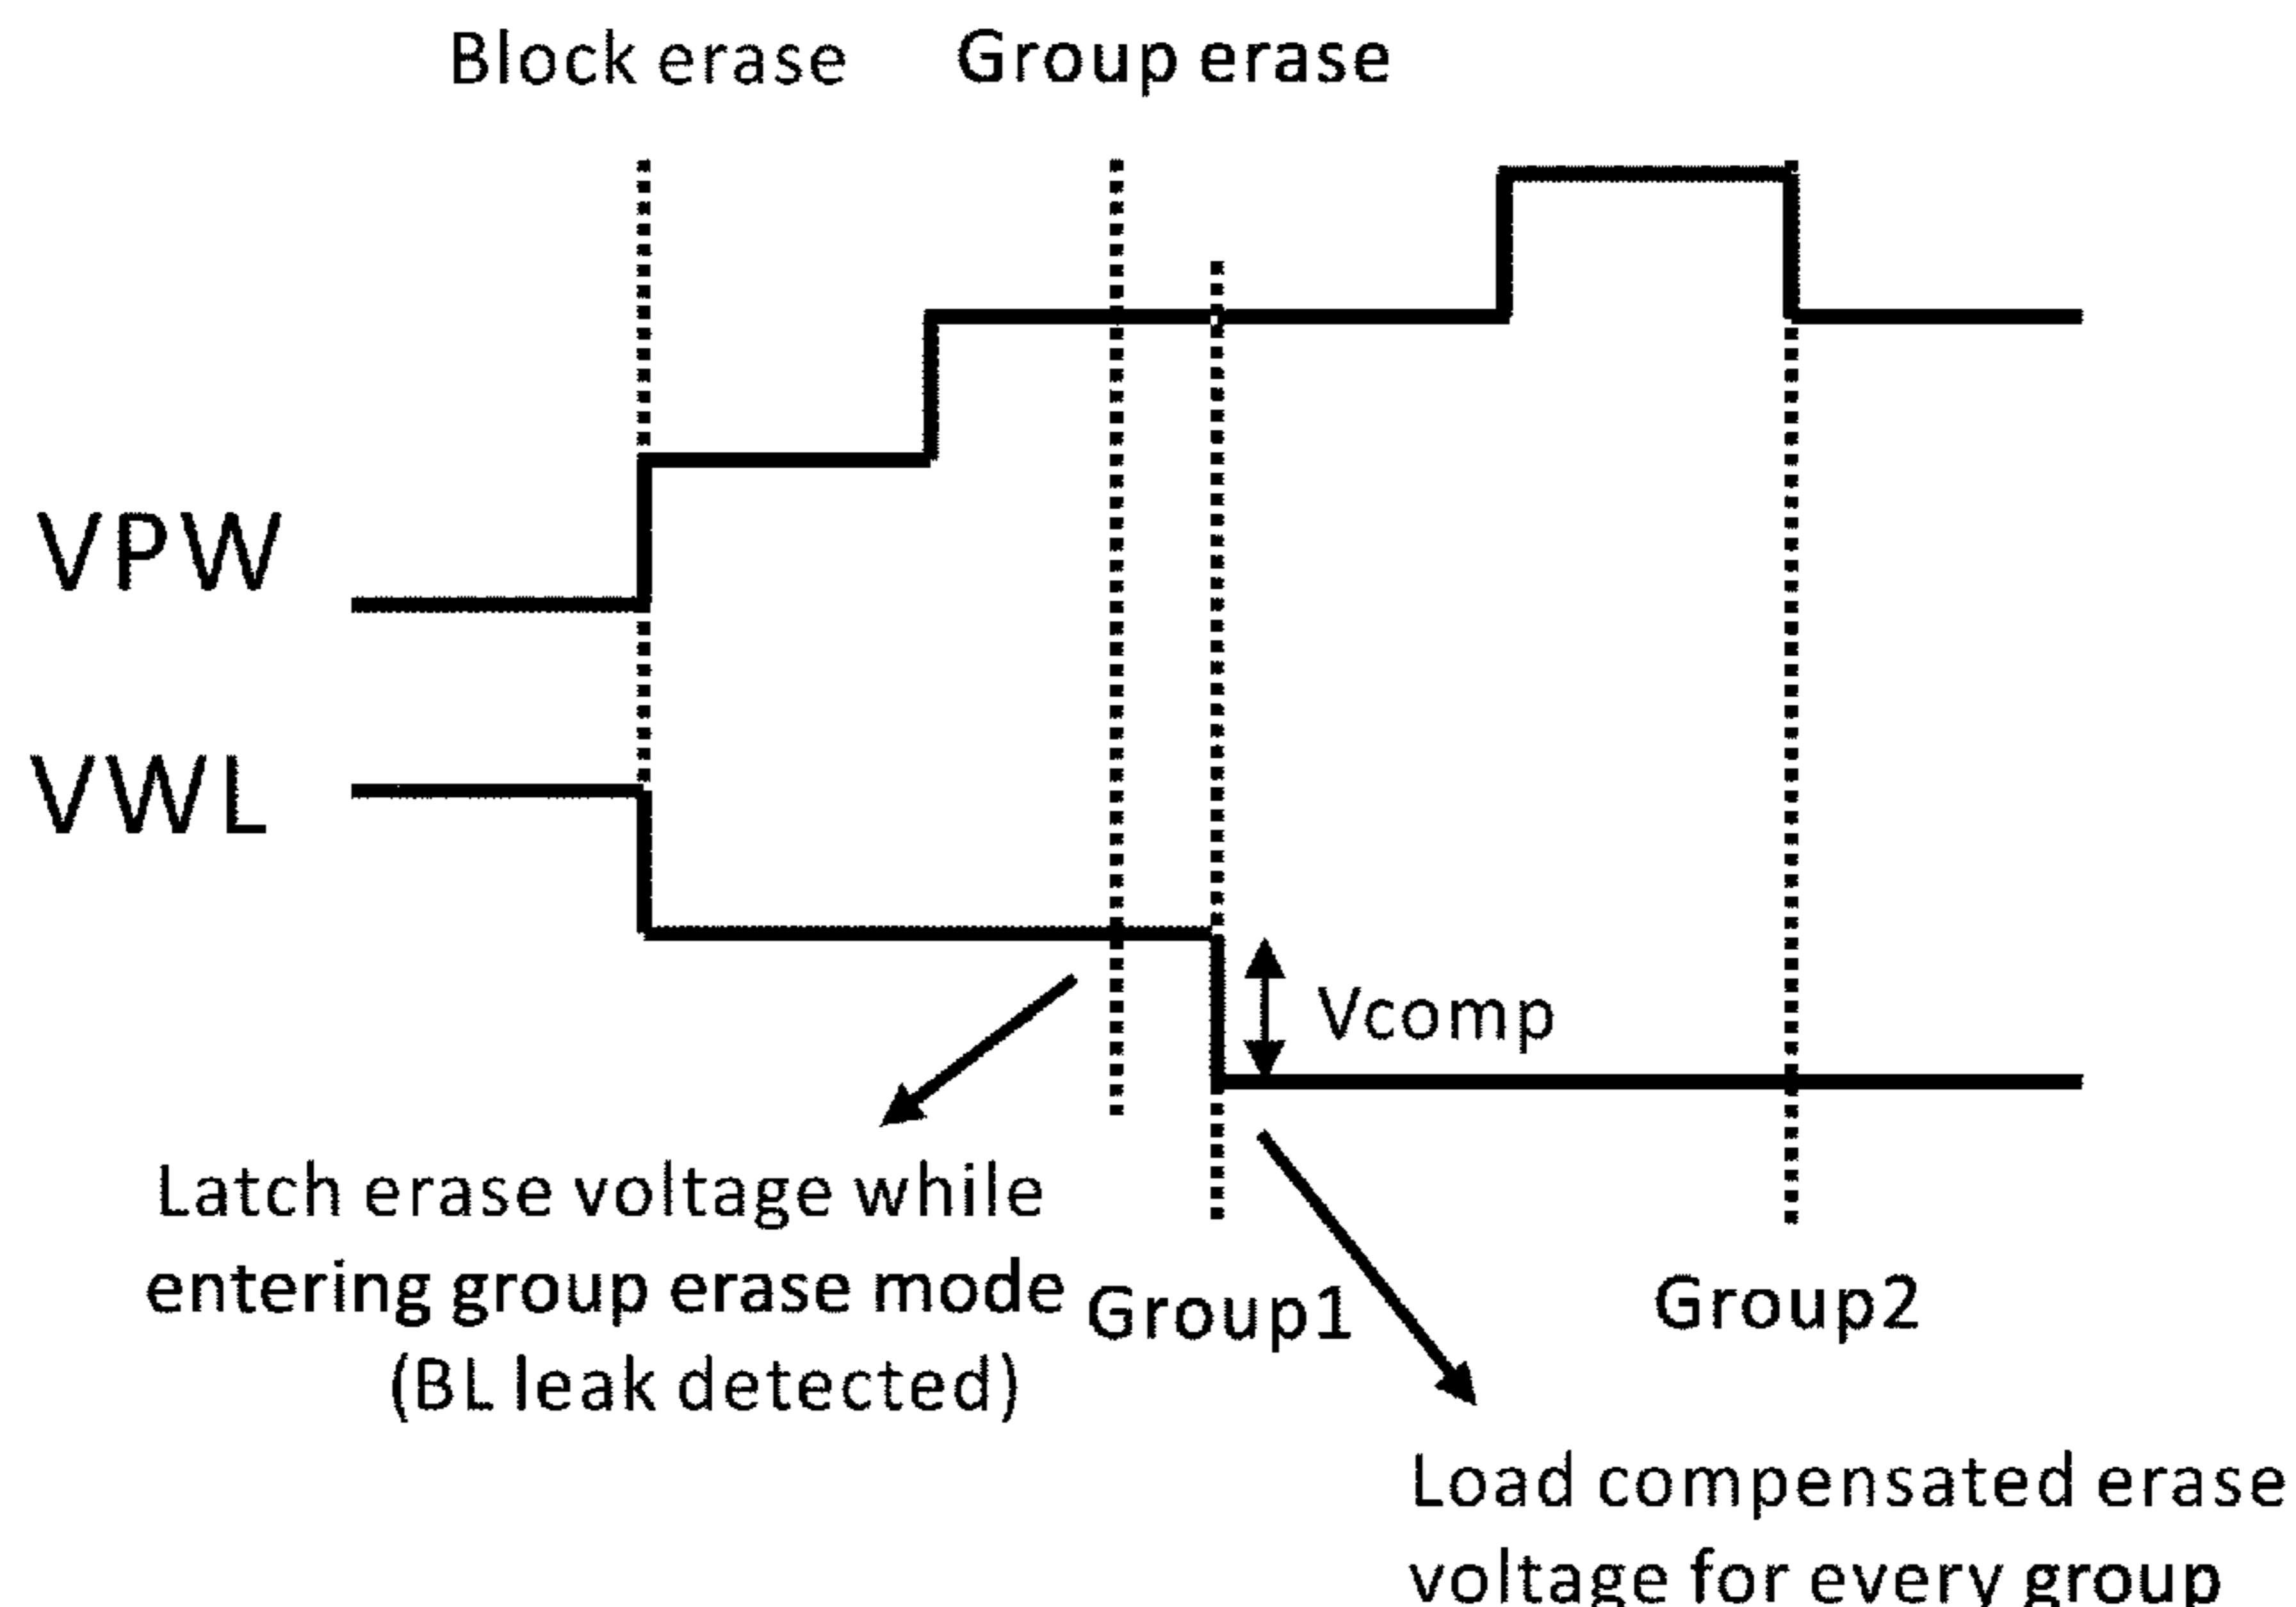 Block erase
Group erase
VPW
VWL
Vcomp
Latch erase voltage while
entering group erase mode
(BL leak detected)
Group1
Group2
Load compensated erase
voltage for every group